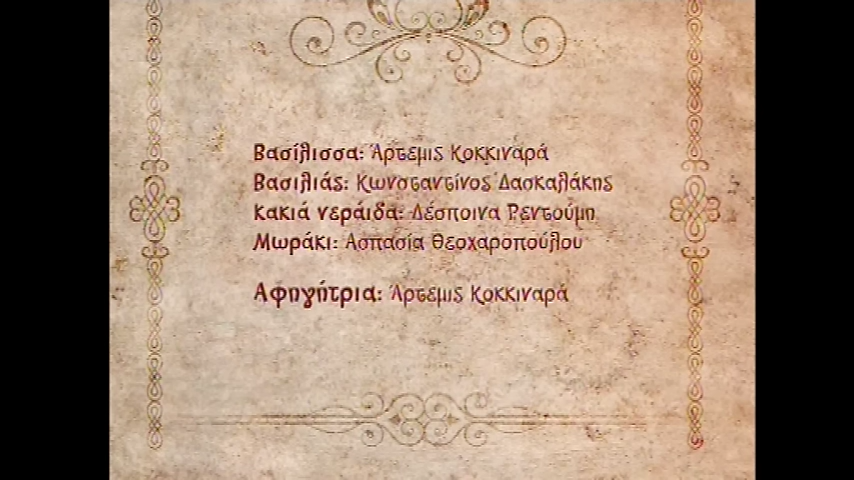 Βασίλισσα: Άρτεμις Κοκκιναρά
Βασιλιάς: Κωνσταντίνος Δασκαλάκης
Κακιά νεράιδα: Δέσποινα Ρεντούμη
Μωράκι: Ασπασία Θεοχαροπούλου
Αφηγήτρια: Άρτεμις Κοκκιναρά